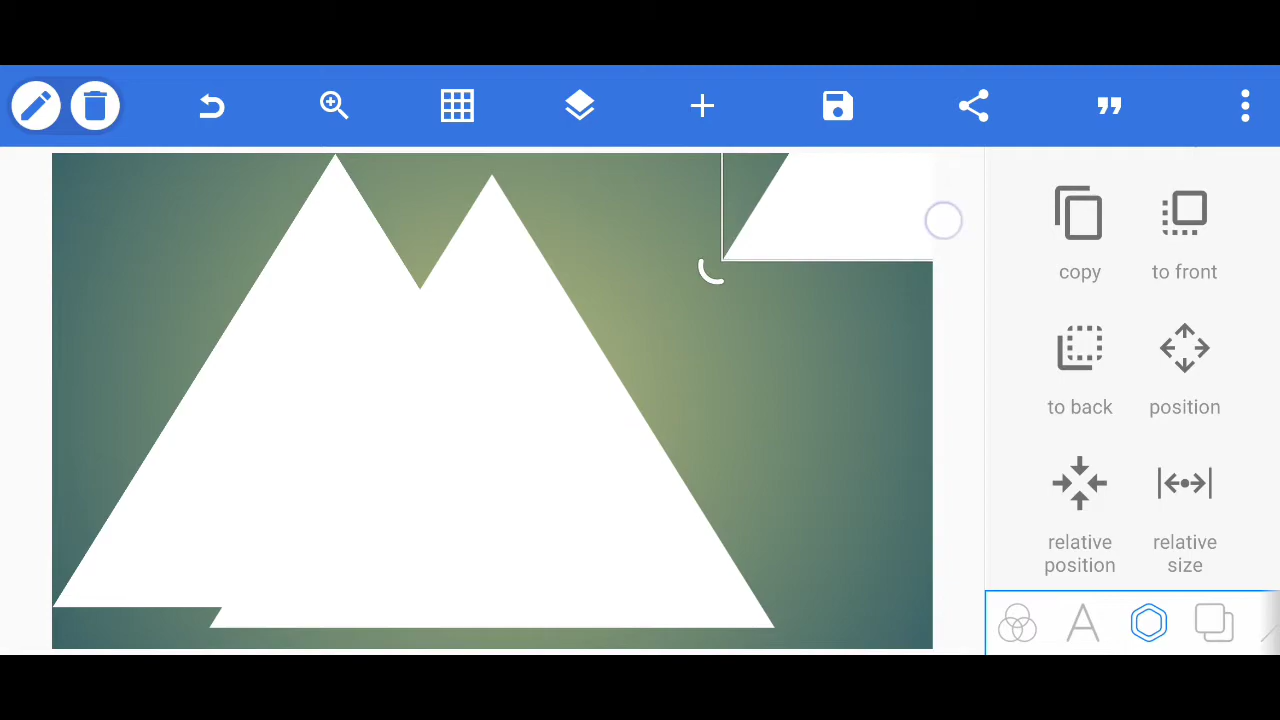 copy
to front
to back
position
relative
position
relative
size